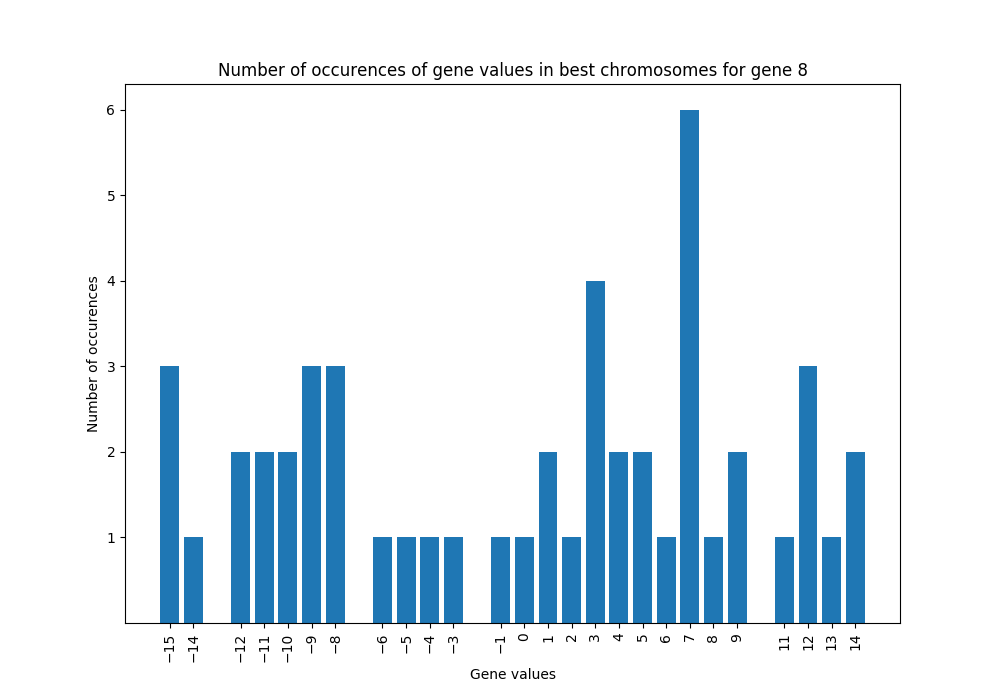 Number of occurences of gene values in best chromosomes for gene 8
Number of occurences
6
5
4
3
2
1
−15 −14 −12 −11 −10 −9 −8 −6 −5 −4 −3 −1 0 1 2 3 4 5 6 7 8 9 11 12 13 14
Gene values